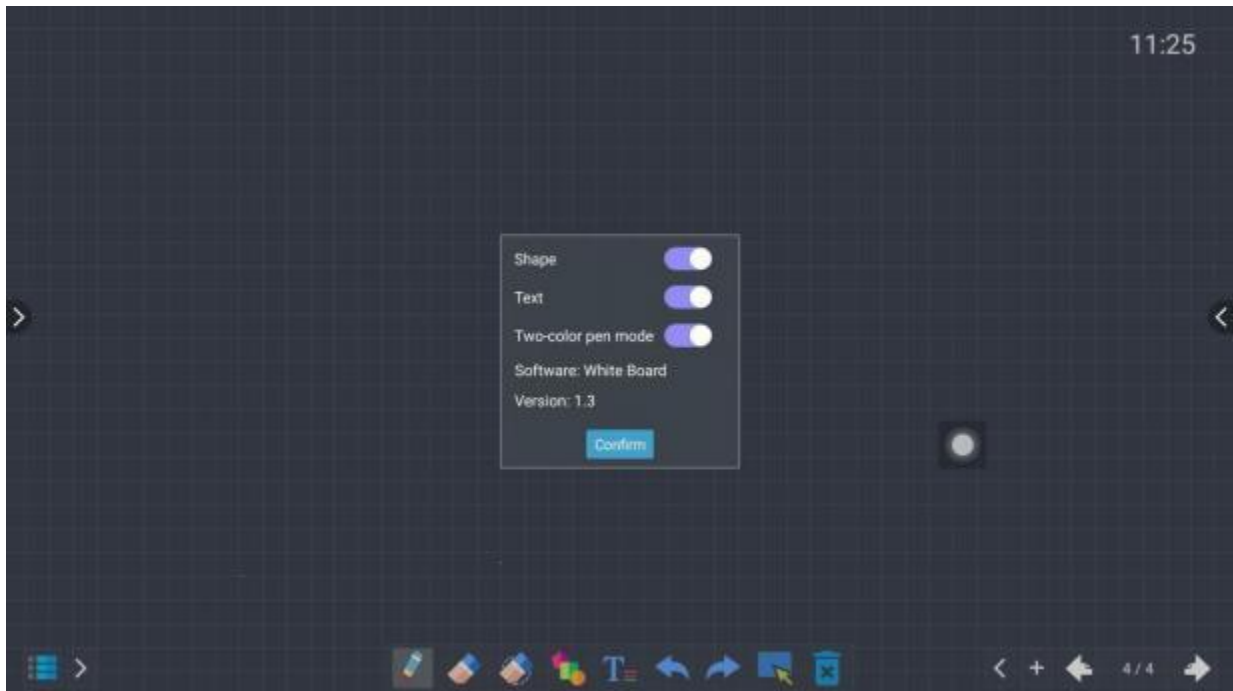 11:25
Shape
Text
Two-color pen mode
Software: White Board
Version: 1.3
Confirm
T
4/4